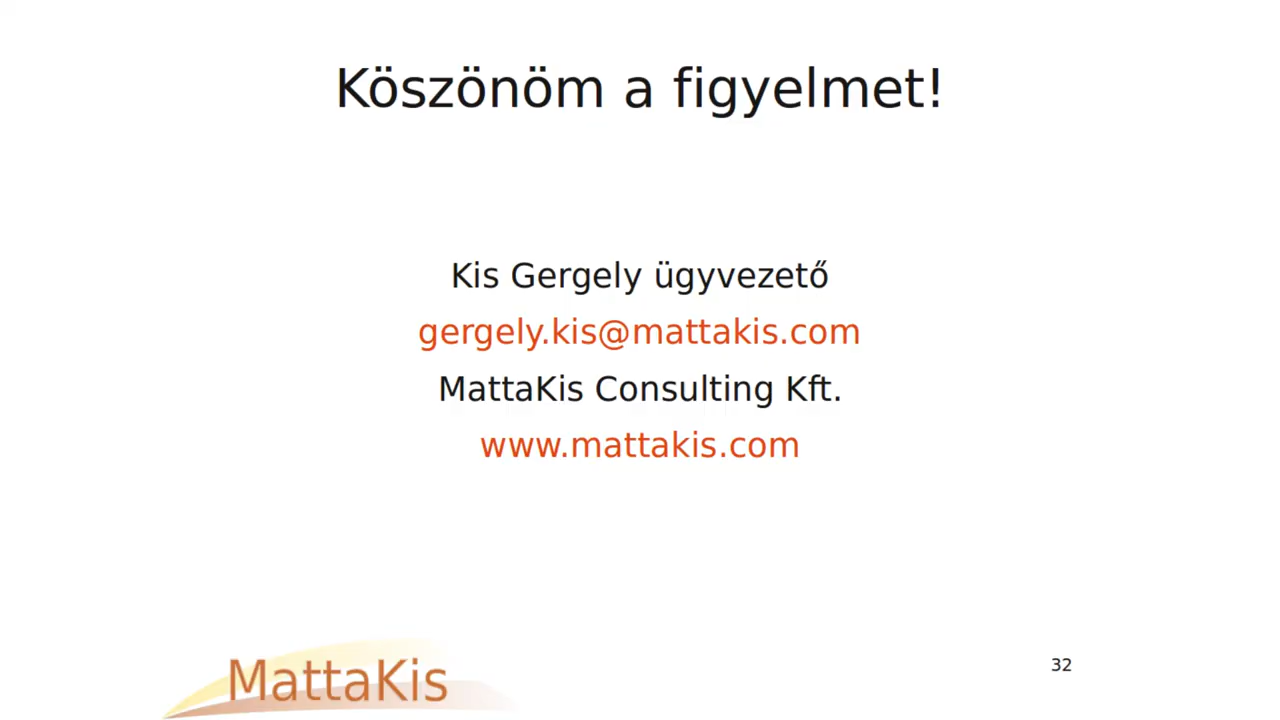 Köszönöm a figyelmet!
Kis Gergely ügyvezető
gergely.kis@mattakis.com
MattaKis Consulting Kft.
www.mattakis.com
MattaKis
32